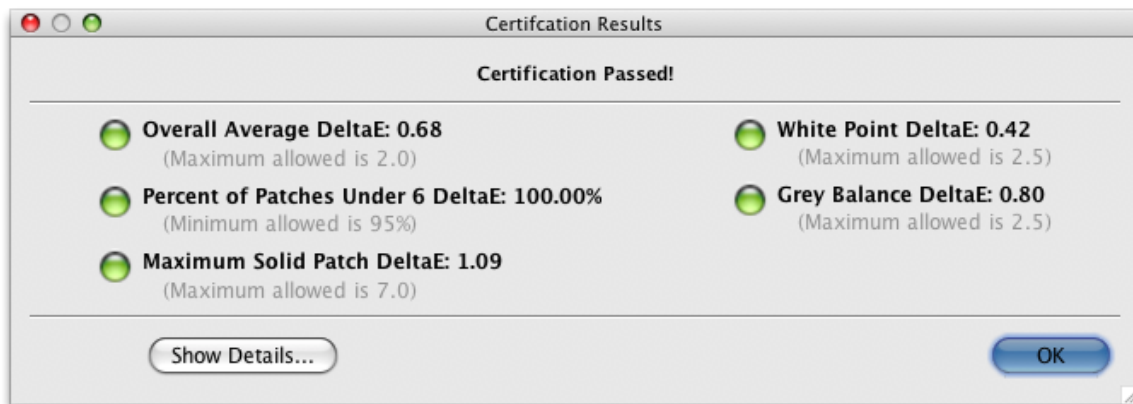 Certifcation Results
Certification Passed!
Overall Average DeltaE: 0.68
(Maximum allowed is 2.0)
Percent of Patches Under 6 DeltaE: 100.00%
(Minimum allowed is 95%)
Maximum Solid Patch DeltaE: 1.09
(Maximum allowed is 7.0)
White Point DeltaE: 0.42
(Maximum allowed is 2.5)
Grey Balance DeltaE: 0.80
(Maximum allowed is 2.5)
Show Details...
OK